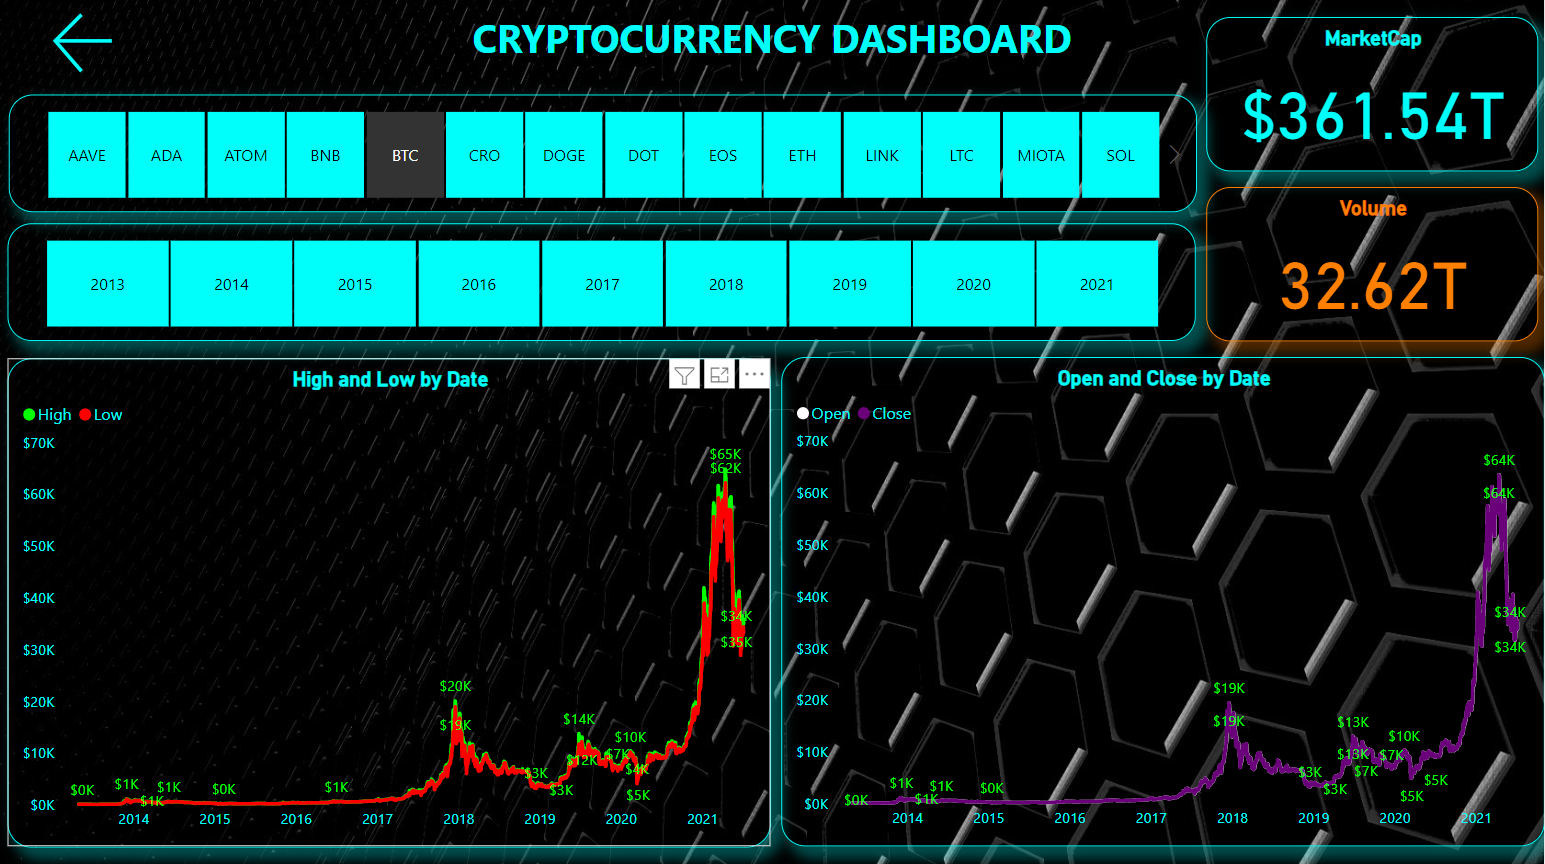 CRYPTOCURRENCY DASHBOARD
MarketCap
$361.54T
AAVE ADA ATOM BNB BTC CRO DOGE DOT EOS ETH LINK LTC MIOTA SOL
Volume
32.62T
2013 2014 2015 2016 2017 2018 2019 2020 2021
High and Low by Date
High Low
$70K
$60K
$50K
$40K
$30K
$20K
$10K
$0K
$65K
$62K
$34K
$35K
$20K
$19K
$14K
$10K
$7K
$12K
$4K
$3K
$3K
$5K
$0K $1K $1K $1K $0K $1K
2014 2015 2016 2017 2018 2019 2020 2021
Open and Close by Date
Open Close
$70K
$60K
$50K
$40K
$30K
$20K
$10K
$0K
$64K
$64K
$34K
$34K
$19K
$19K
$13K
$10K
$13K
$7K
$7K
$3K
$3K
$5K
$5K
$0K $1K $1K $1K $0K
2014 2015 2016 2017 2018 2019 2020 2021